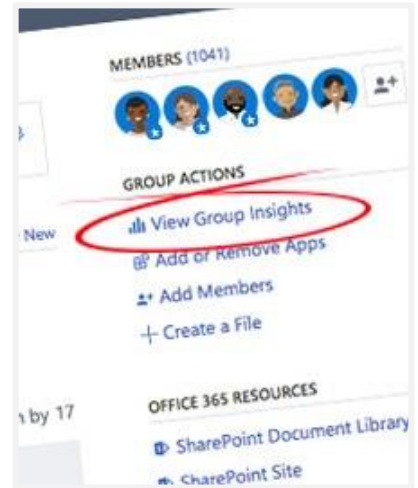 MEMBERS (1041)
GROUP ACTIONS
View Group Insights
New
Add or Remove Apps
Add Members
Create a File
n by 17
OFFICE 365 RESOURCES
SharePoint Document Library
SharePoint Site